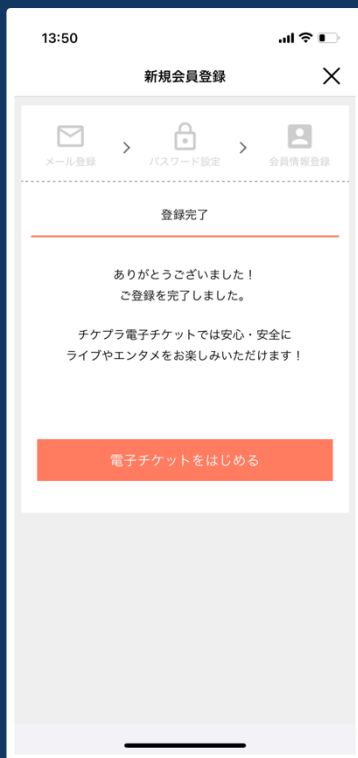 13:50
新規会員登録
メール登録
パスワード設定
会員情報登録
登録完了
ありがとうございました！
ご登録を完了しました。
チケプラ電子チケットでは安心・安全に
ライブやエンタメをお楽しみいただけます！
電子チケットをはじめる